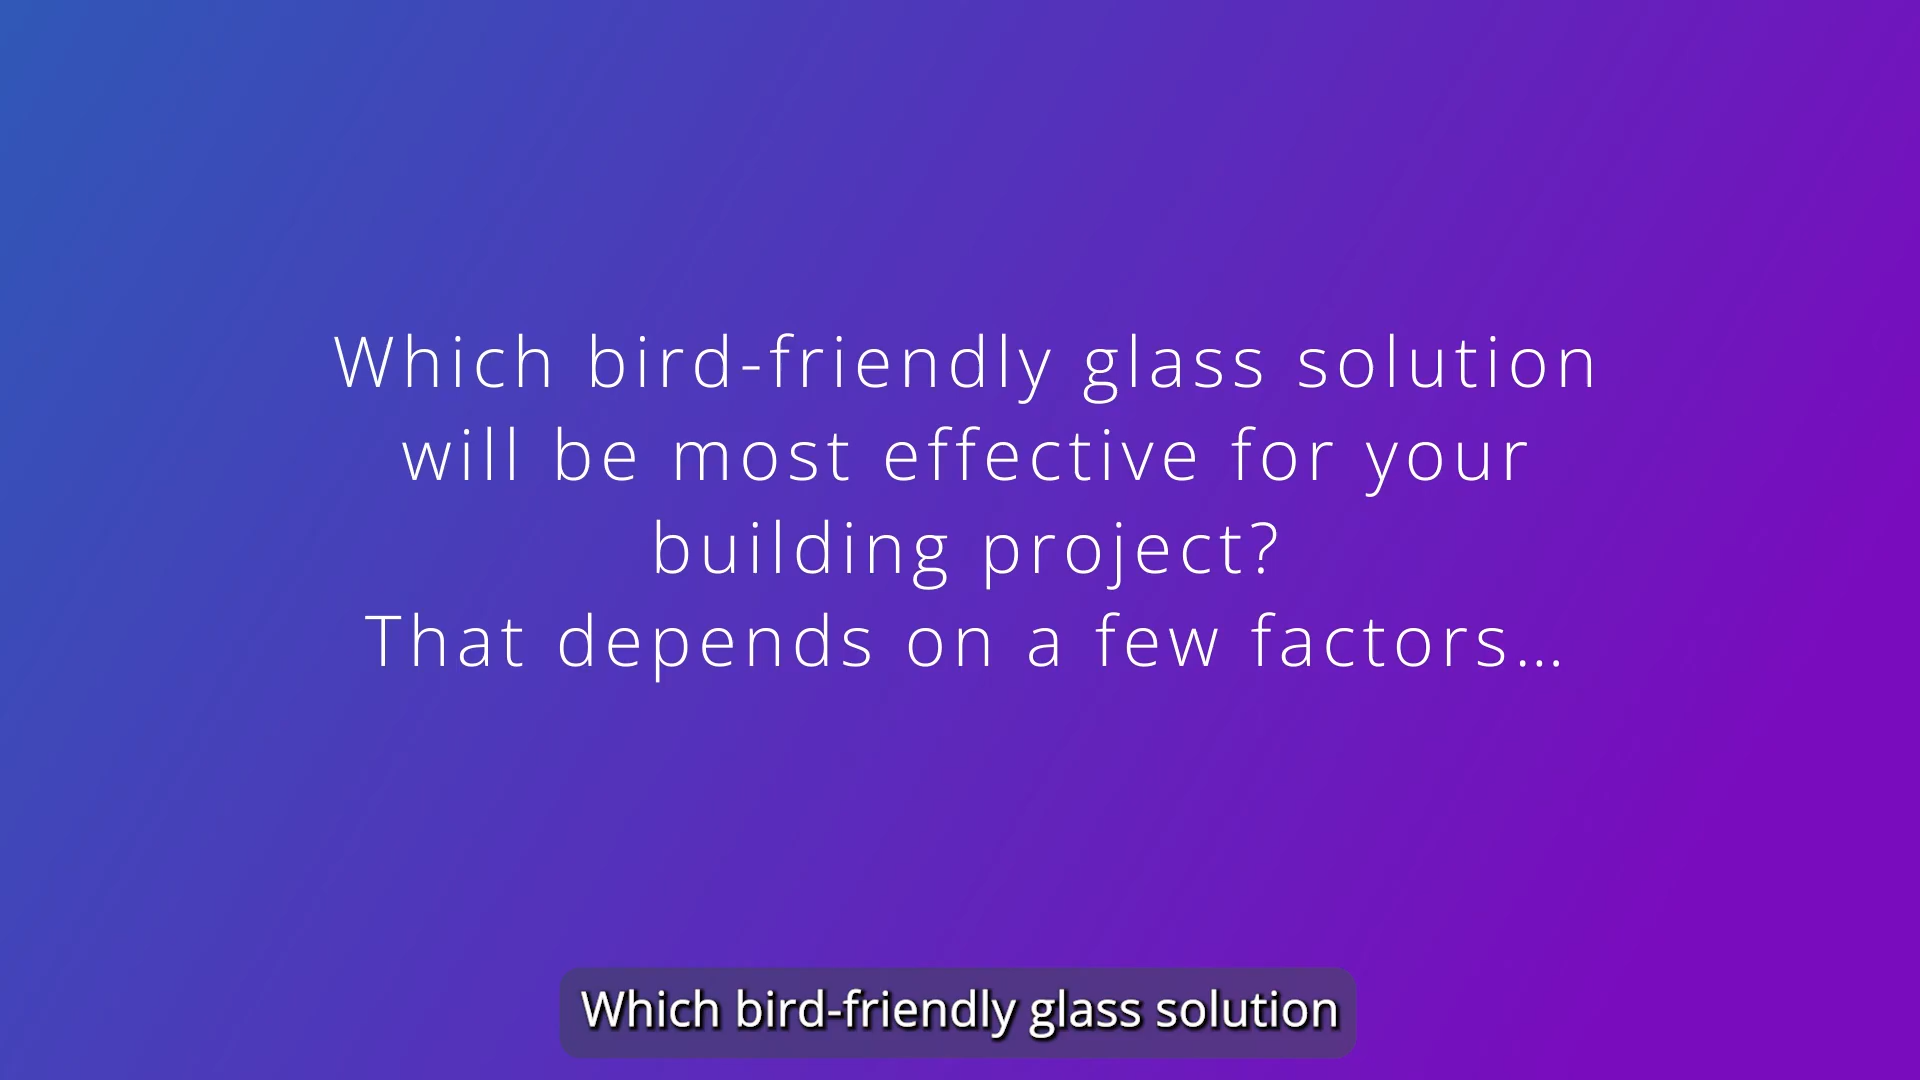 Which bird-friendly glass solution
will be most effective for your
building project?
That depends on a few factors…
Which bird-friendly glass solution